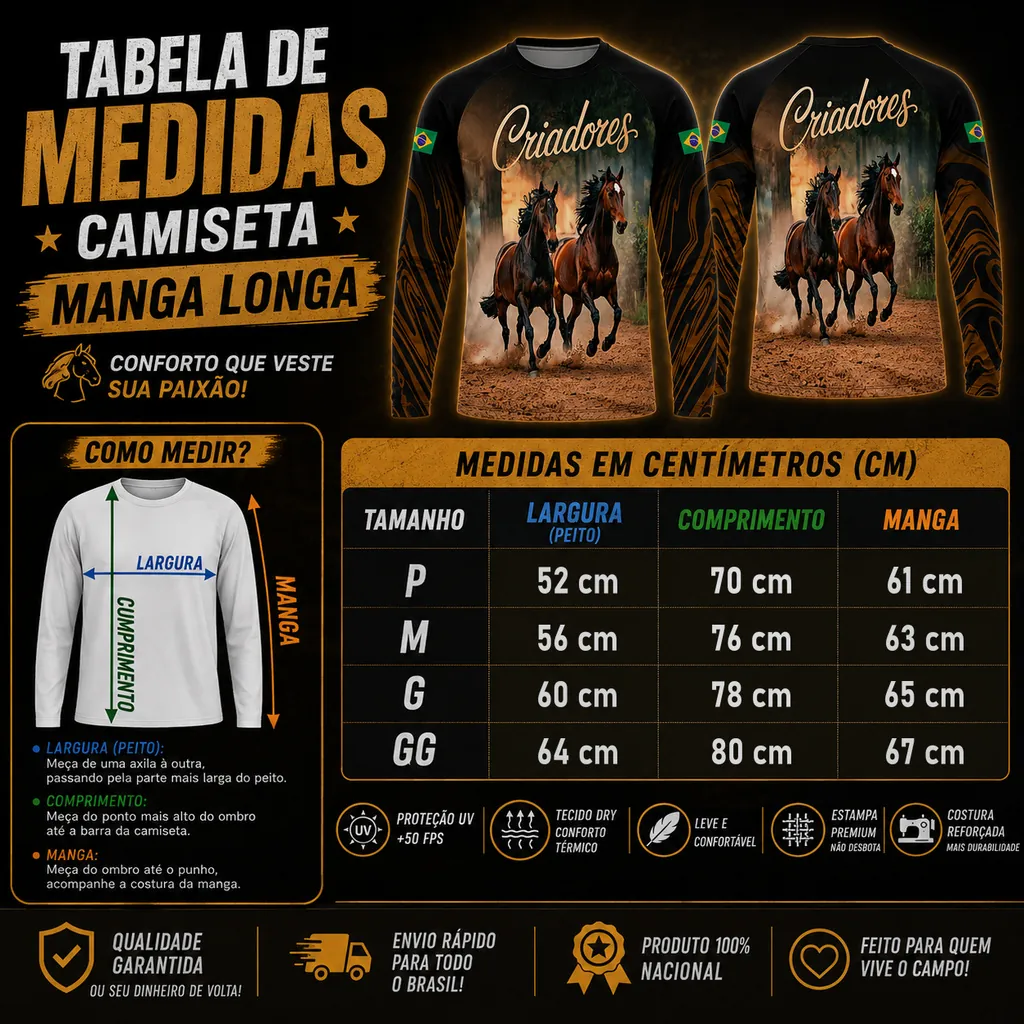 TABELA DE
MEDIDAS
CAMISETA
MANGA LONGA
CONFORTO QUE VESTE
SUA PAIXÃO!
Criadores
Criadores
COMO MEDIR?
LARGURA
CUMPRIMENTO
MANGA
LARGURA (PEITO):
Meça de uma axila à outra,
passando pela parte mais larga do peito.
COMPRIMENTO:
Meça do ponto mais alto do ombro
até a barra da camiseta.
MANGA:
Meça do ombro até o punho,
acompanhe a costura da manga.
MEDIDAS EM CENTÍMETROS (CM)
TAMANHO LARGURA (PEITO) COMPRIMENTO MANGA
P 52 cm 70 cm 61 cm
M 56 cm 76 cm 63 cm
G 60 cm 78 cm 65 cm
GG 64 cm 80 cm 67 cm
UV
PROTEÇÃO UV
+50 FPS
TECIDO DRY
CONFORTO
TÉRMICO
LEVE E
CONFORTÁVEL
ESTAMPA
PREMIUM
NÃO DESBOTA
COSTURA
REFORÇADA
MAIS DURABILIDADE
QUALIDADE
GARANTIDA
OU SEU DINHEIRO DE VOLTA!
ENVIO RÁPIDO
PARA TODO
O BRASIL!
PRODUTO 100%
NACIONAL
FEITO PARA QUEM
VIVE O CAMPO!